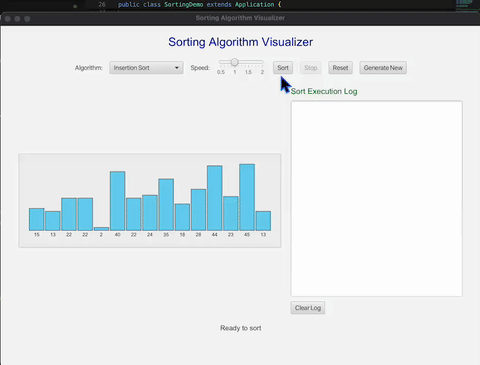 26 public class SortingDemo extends Application {
Sorting Algorithm Visualizer
Sorting Algorithm Visualizer
Algorithm: Insertion Sort Speed: 0.5 1 1.5 2 Sort Stop Reset Generate New
Sort Execution Log
15 13 22 22 2 40 22 24 35 18 28 44 23 45 13
Clear Log
Ready to sort